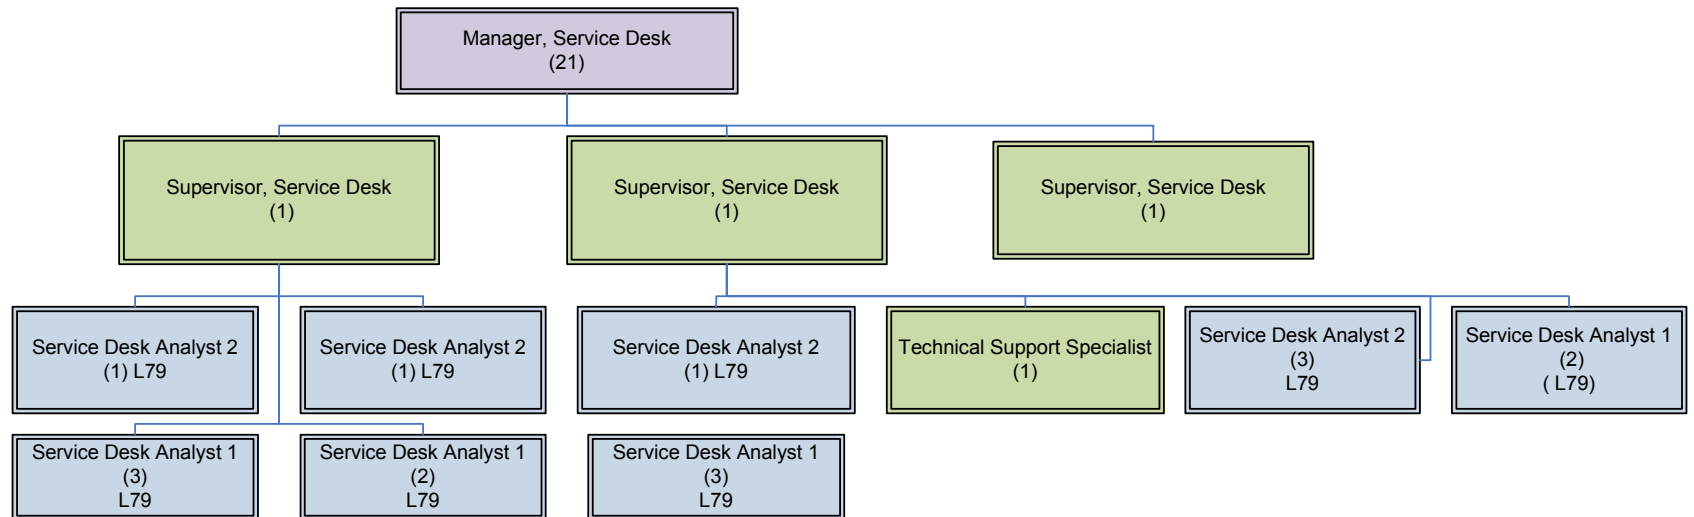 Manager, Service Desk
(21)
Supervisor, Service Desk
(1)
Supervisor, Service Desk
(1)
Supervisor, Service Desk
(1)
Service Desk Analyst 2
(1) L79
Service Desk Analyst 2
(1) L79
Service Desk Analyst 2
(1) L79
Technical Support Specialist
(1)
Service Desk Analyst 2
(3)
L79
Service Desk Analyst 1
(2)
( L79)
Service Desk Analyst 1
(3)
L79
Service Desk Analyst 1
(2)
L79
Service Desk Analyst 1
(3)
L79